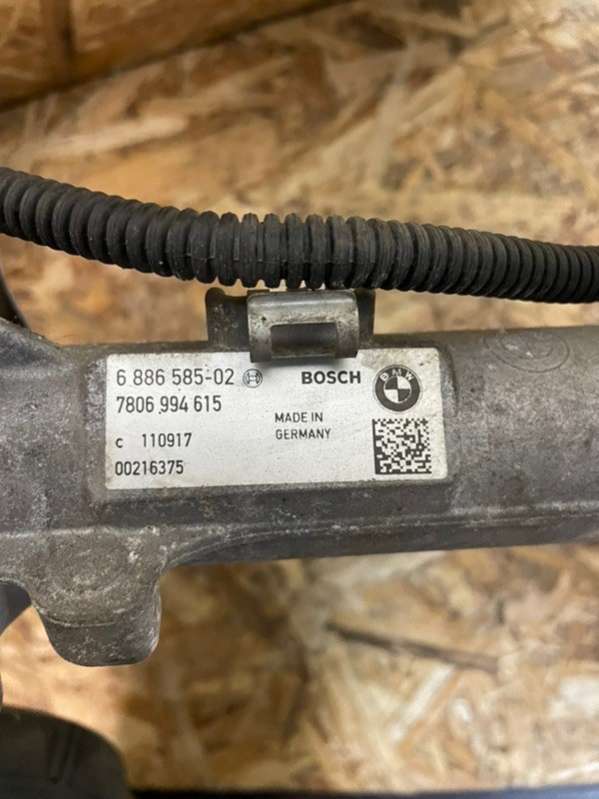 6 886 585-02 BOSCH BMW
7806 994 615
MADE IN
GERMANY
c 110917
00216375